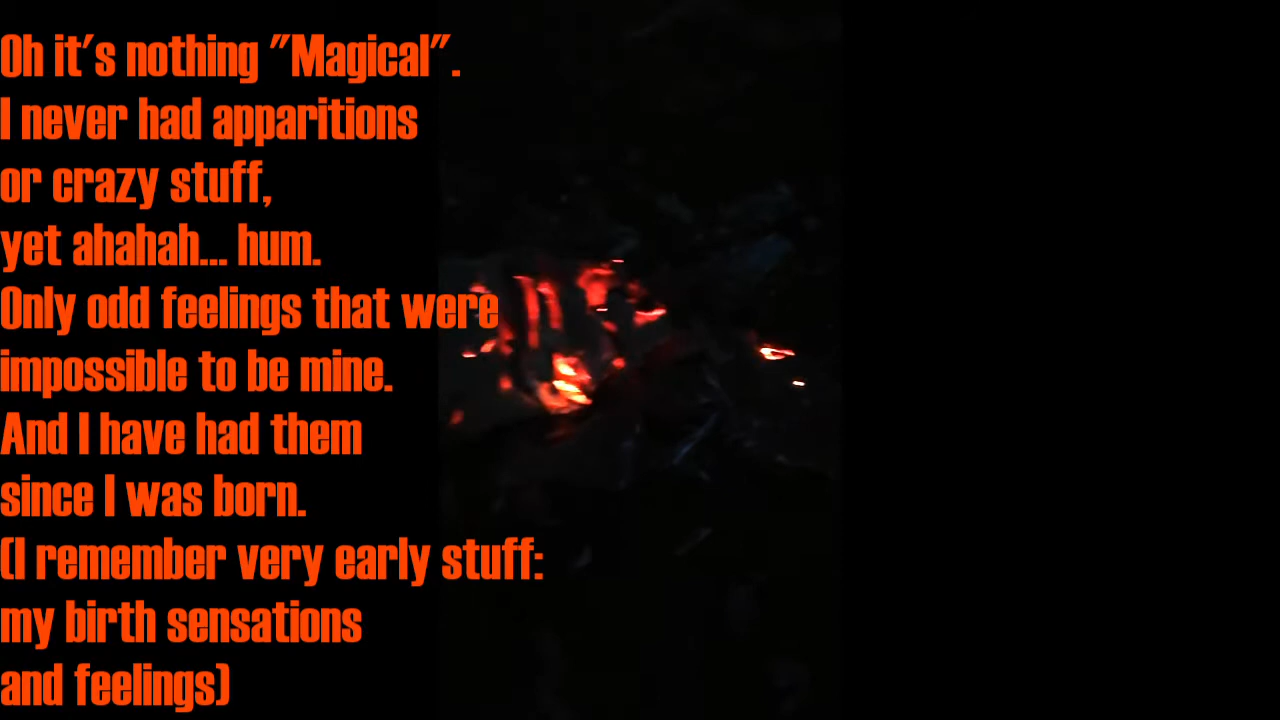 Oh it's nothing "Magical".
I never had apparitions
or crazy stuff,
yet ahahah... hum.
Only odd feelings that were
impossible to be mine.
And I have had them
since I was born.
(I remember very early stuff:
my birth sensations
and feelings)